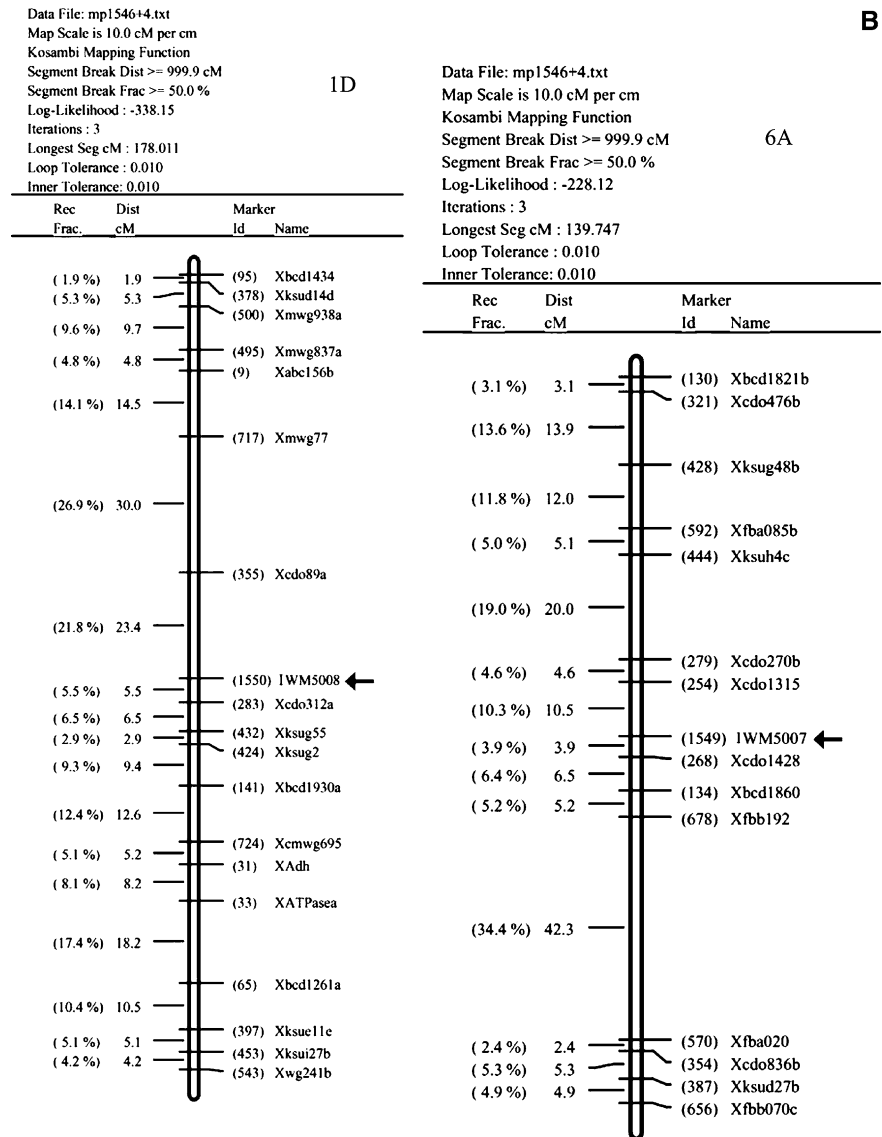 B
Data File: mp1546+4.txt
Map Scale is 10.0 cM per cm
Kosambi Mapping Function
Segment Break Dist >= 999.9 cM
Segment Break Frac >= 50.0 %
Log-Likelihood : -338.15
Iterations : 3
Longest Seg cM : 178.011
Loop Tolerance : 0.010
Inner Tolerance: 0.010
1D
Rec Dist Marker
Frac. cM Id Name
(95) Xbcd1434
( 1.9 %) 1.9
(378) Xksud14d
( 5.3 %) 5.3
(500) Xmwg938a
( 9.6 %) 9.7
(495) Xmwg837a
( 4.8 %) 4.8
(9) Xabc156b
(14.1 %) 14.5
(717) Xmwg77
(26.9 %) 30.0
(355) Xcdo89a
(21.8 %) 23.4
(1550) IWM5008
( 5.5 %) 5.5
(283) Xcdo312a
( 6.5 %) 6.5
(432) Xksug55
( 2.9 %) 2.9
(424) Xksug2
( 9.3 %) 9.4
(141) Xbcd1930a
(12.4 %) 12.6
(724) Xcmwg695
( 5.1 %) 5.2
(31) XAdh
( 8.1 %) 8.2
(33) XATPasea
(17.4 %) 18.2
(65) Xbcd1261a
(10.4 %) 10.5
(397) Xksue11e
( 5.1 %) 5.1
(453) Xksui27b
( 4.2 %) 4.2
(543) Xwg241b
Data File: mp1546+4.txt
Map Scale is 10.0 cM per cm
Kosambi Mapping Function
Segment Break Dist >= 999.9 cM
Segment Break Frac >= 50.0 %
Log-Likelihood : -228.12
Iterations : 3
Longest Seg cM : 139.747
Loop Tolerance : 0.010
Inner Tolerance: 0.010
6A
Rec Dist Marker
Frac. cM Id Name
(130) Xbcd1821b
( 3.1 %) 3.1
(321) Xcdo476b
(13.6 %) 13.9
(428) Xksug48b
(11.8 %) 12.0
(592) Xfba085b
( 5.0 %) 5.1
(444) Xksuh4c
(19.0 %) 20.0
(279) Xcdo270b
( 4.6 %) 4.6
(254) Xcdo1315
(10.3 %) 10.5
(1549) IWM5007
( 3.9 %) 3.9
(268) Xcdo1428
( 6.4 %) 6.5
(134) Xbcd1860
( 5.2 %) 5.2
(678) Xfbb192
(34.4 %) 42.3
(570) Xfba020
( 2.4 %) 2.4
(354) Xcdo836b
( 5.3 %) 5.3
(387) Xksud27b
( 4.9 %) 4.9
(656) Xfbb070c